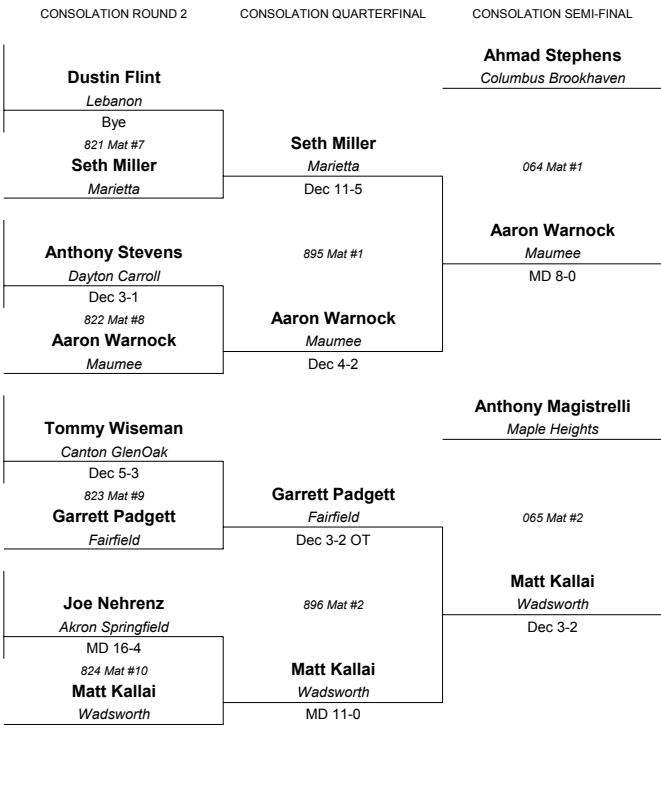 CONSOLATION ROUND 2
CONSOLATION QUARTERFINAL
CONSOLATION SEMI-FINAL
Dustin Flint
Lebanon
Bye
821 Mat #7
Seth Miller
Marietta
Anthony Stevens
Dayton Carroll
Dec 3-1
822 Mat #8
Aaron Warnock
Maumee
Tommy Wiseman
Canton GlenOak
Dec 5-3
823 Mat #9
Garrett Padgett
Fairfield
Joe Nehrenz
Akron Springfield
MD 16-4
824 Mat #10
Matt Kallai
Wadsworth
Seth Miller
Marietta
Dec 11-5
895 Mat #1
Aaron Warnock
Maumee
Dec 4-2
Garrett Padgett
Fairfield
Dec 3-2 OT
896 Mat #2
Matt Kallai
Wadsworth
MD 11-0
Ahmad Stephens
Columbus Brookhaven
064 Mat #1
Aaron Warnock
Maumee
MD 8-0
Anthony Magistrelli
Maple Heights
065 Mat #2
Matt Kallai
Wadsworth
Dec 3-2